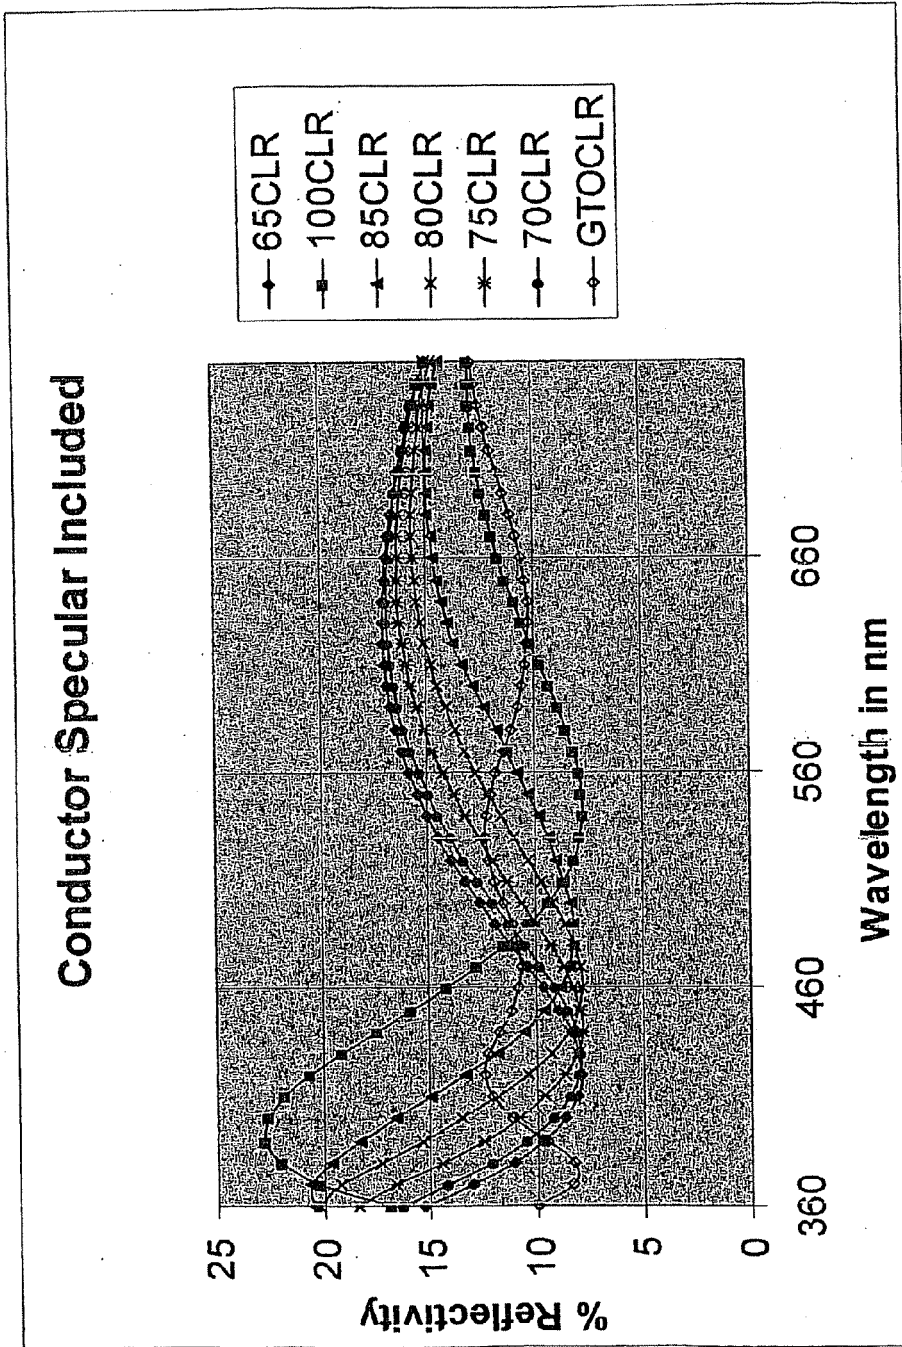 Conductor Specular Included
% Reflectivity
25
20
15
10
5
0
360
460
560
660
Wavelength in nm
65CLR
100CLR
85CLR
80CLR
75CLR
70CLR
GTOCLR